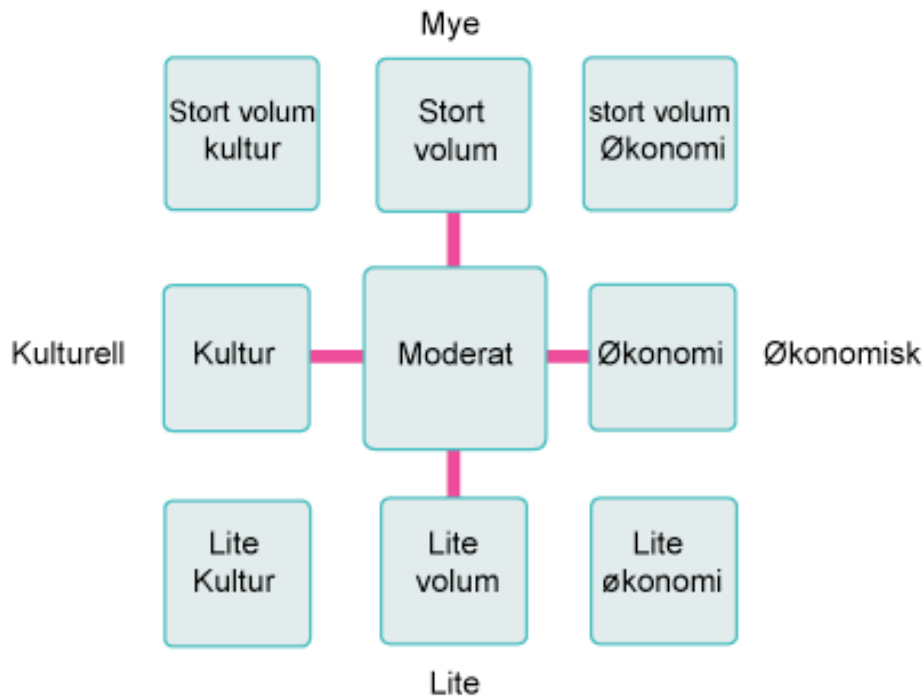 Mye
Stort volum
kultur
Stort
volum
stort volum
Økonomi
Kulturell
Kultur
Moderat
Økonomi
Økonomisk
Lite
Kultur
Lite
volum
Lite
økonomi
Lite